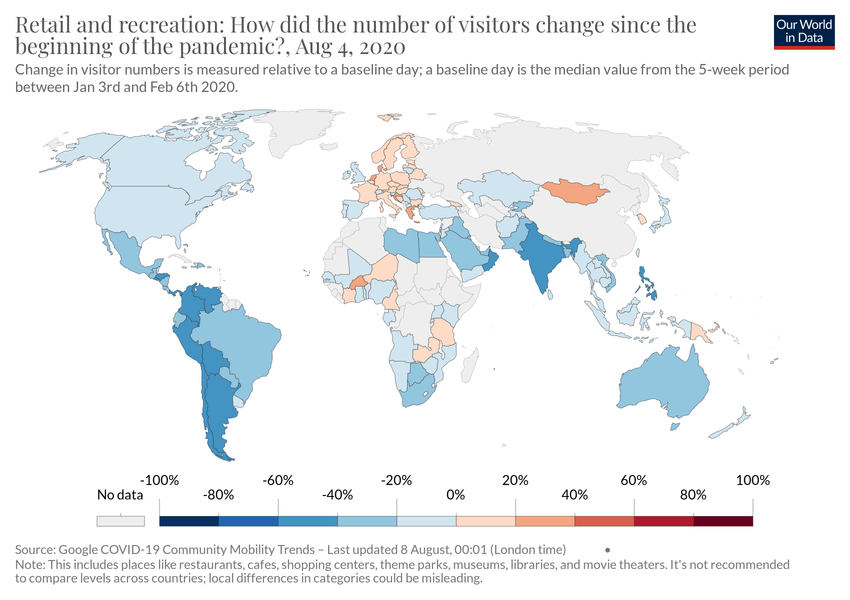 Retail and recreation: How did the number of visitors change since the
beginning of the pandemic?, Aug 4, 2020
Our World
in Data
Change in visitor numbers is measured relative to a baseline day; a baseline day is the median value from the 5-week period
between Jan 3rd and Feb 6th 2020.
-100% -60% -20% 20% 60% 100%
No data -80% -40% 0% 40% 80%
Source: Google COVID-19 Community Mobility Trends – Last updated 8 August, 00:01 (London time)
Note: This includes places like restaurants, cafes, shopping centers, theme parks, museums, libraries, and movie theaters. It's not recommended
to compare levels across countries; local differences in categories could be misleading.